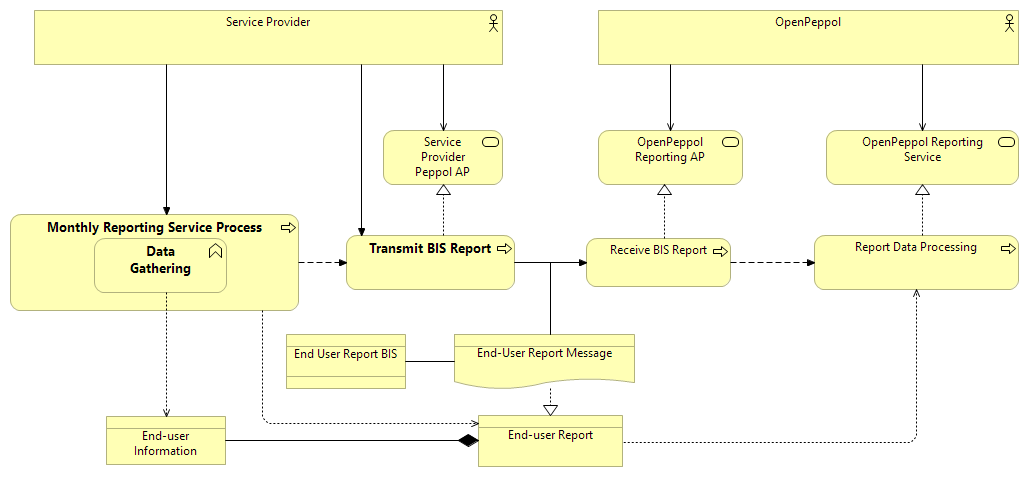 Service Provider
OpenPeppol
Service
Provider
Peppol AP
OpenPeppol
Reporting AP
OpenPeppol Reporting
Service
Monthly Reporting Service Process
Data
Gathering
Transmit BIS Report
Receive BIS Report
Report Data Processing
End User Report BIS
End-User Report Message
End-user
Information
End-user Report